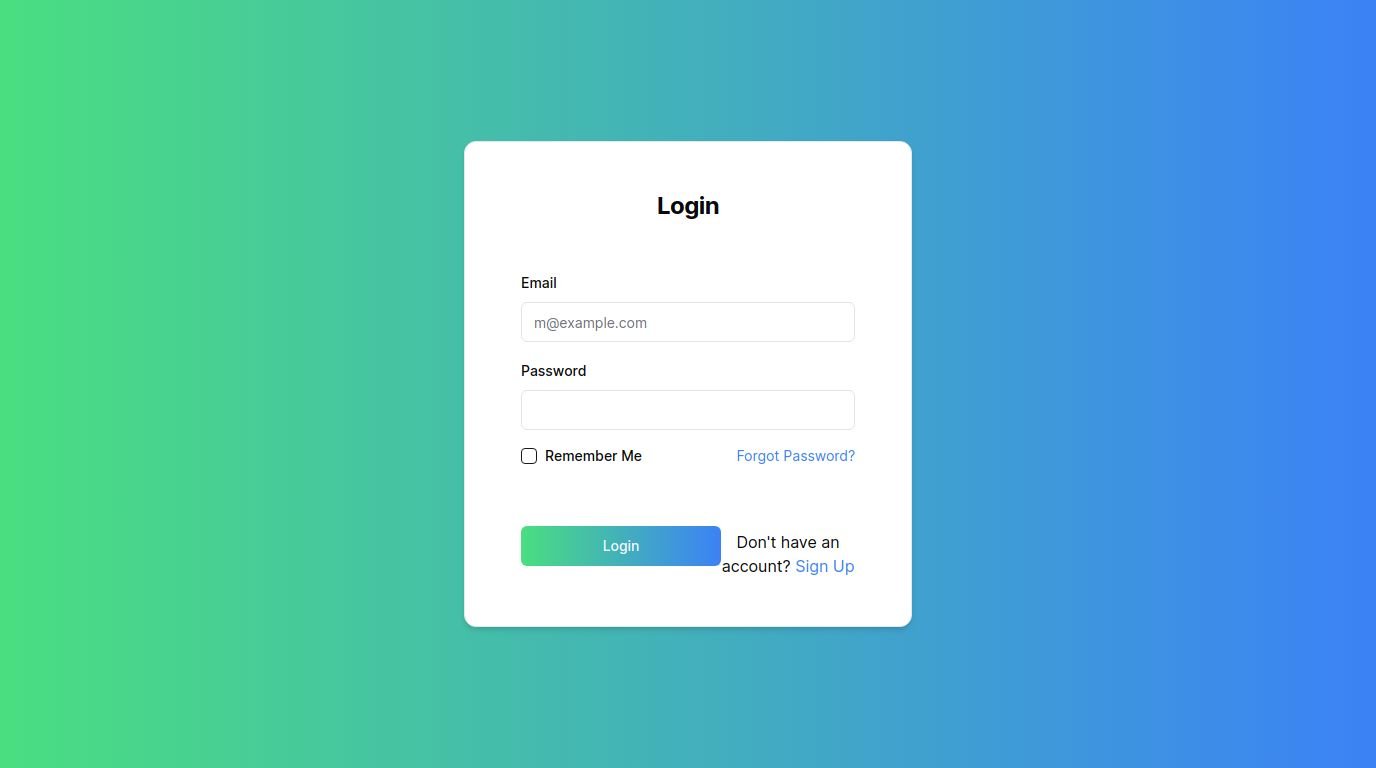 Login
Email
m@example.com
Password
Remember Me
Forgot Password?
Login
Don't have an
account? Sign Up